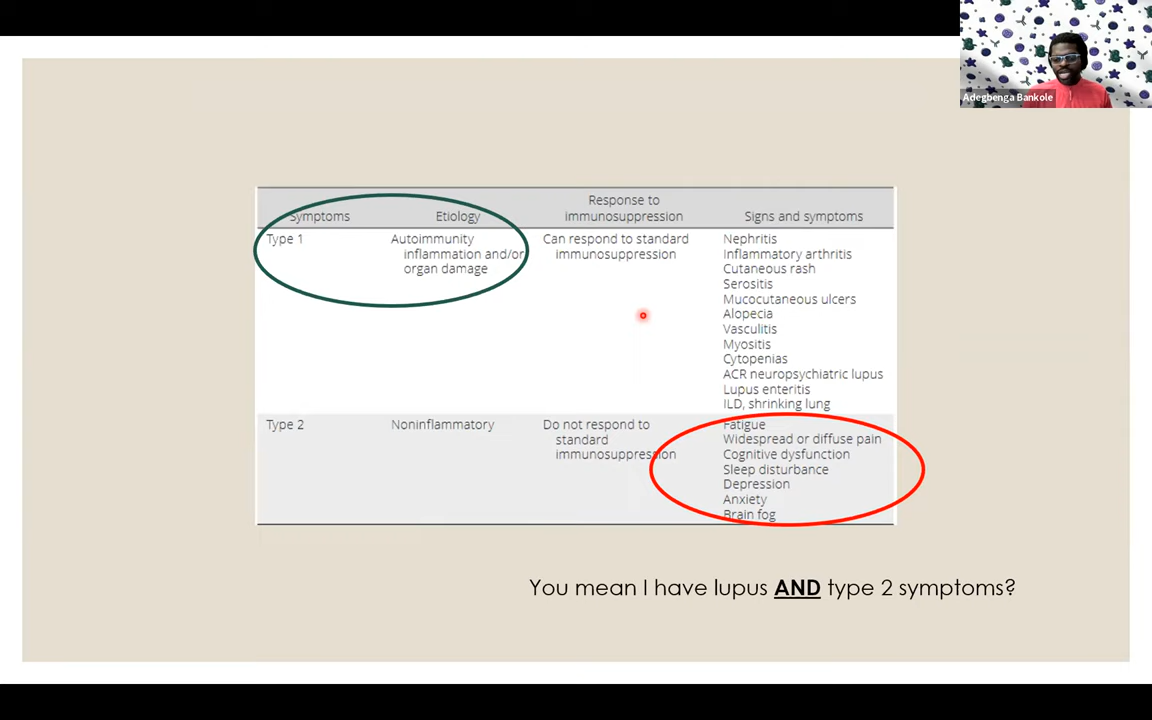 Adegbenga Bankole
Symptoms Etiology Response to immunosuppression Signs and symptoms
Type 1 Autoimmunity Can respond to standard Nephritis
inflammation and/or immunosuppression Inflammatory arthritis
organ damage Cutaneous rash
Serositis
Mucocutaneous ulcers
Alopecia
Vasculitis
Myositis
Cytopenias
ACR neuropsychiatric lupus
Lupus enteritis
ILD, shrinking lung
Type 2 Noninflammatory Do not respond to Fatigue
standard Widespread or diffuse pain
immunosuppression Cognitive dysfunction
Sleep disturbance
Depression
Anxiety
Brain fog
You mean I have lupus AND type 2 symptoms?